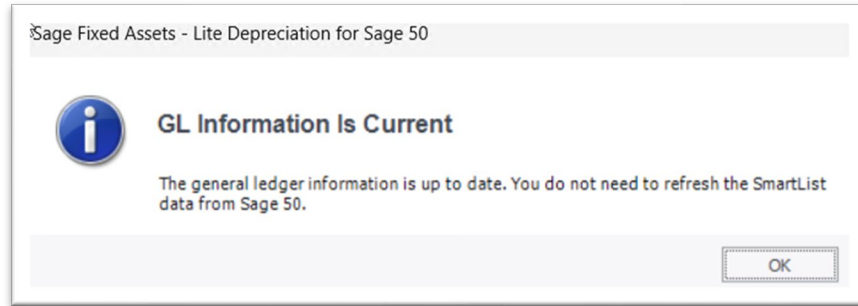 Sage Fixed Assets - Lite Depreciation for Sage 50
GL Information Is Current
The general ledger information is up to date. You do not need to refresh the SmartList
data from Sage 50.
OK